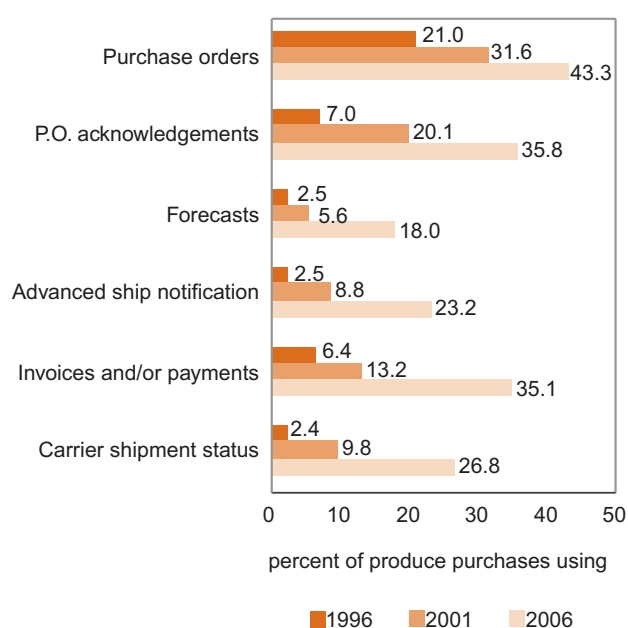 Purchase orders
21.0
31.6
43.3
P.O. acknowledgements
7.0
20.1
35.8
Forecasts
2.5
5.6
18.0
Advanced ship notification
2.5
8.8
23.2
Invoices and/or payments
6.4
13.2
35.1
Carrier shipment status
2.4
9.8
26.8
0 10 20 30 40 50
percent of produce purchases using
1996 2001 2006